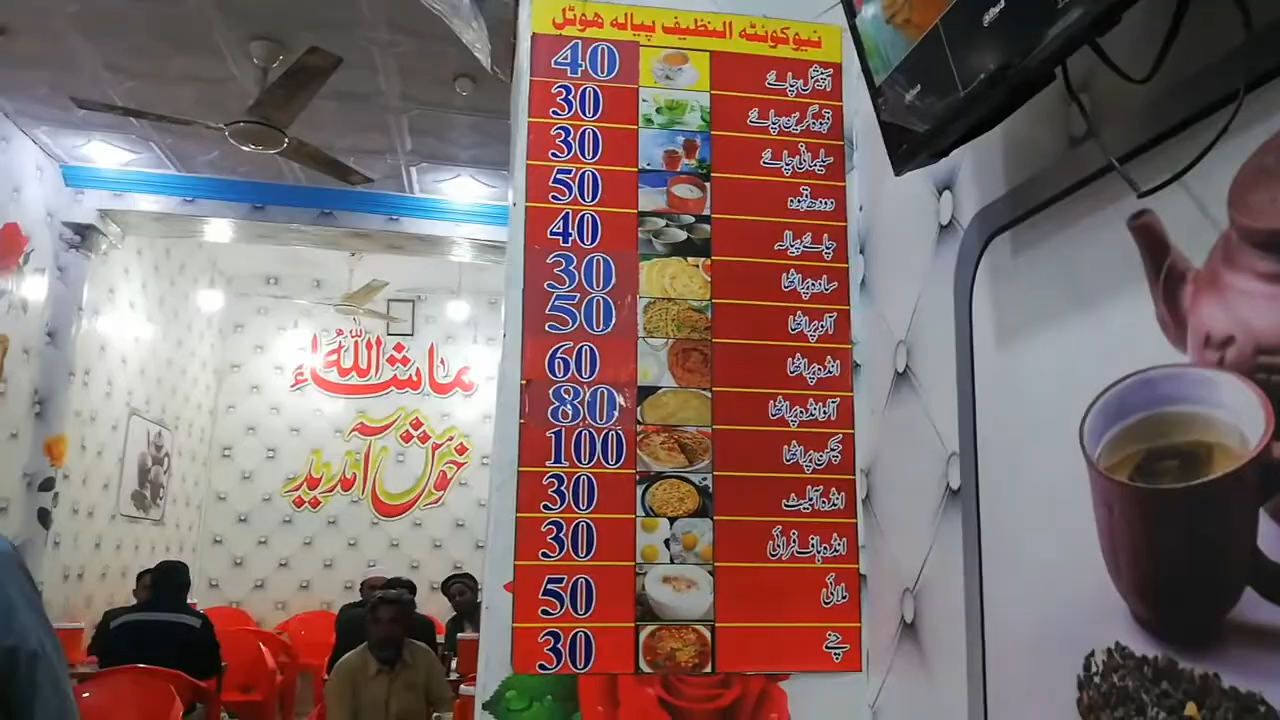 نیو کوئٹہ النظیف پیالہ ہوٹل
اسپیشل چائے 40
قہوہ گرین چائے 30
سلیمانی چائے 30
دودھ قہوہ 50
چائے پیالہ 40
سادہ پراٹھا 30
آلو پراٹھا 50
انڈہ پراٹھا 60
آلو انڈہ پراٹھا 80
چکن پراٹھا 100
انڈہ آملیٹ 30
انڈہ ہاف فرائی 30
ملائی 50
چنے 30
ماشاءاللہ
خوش آمدید